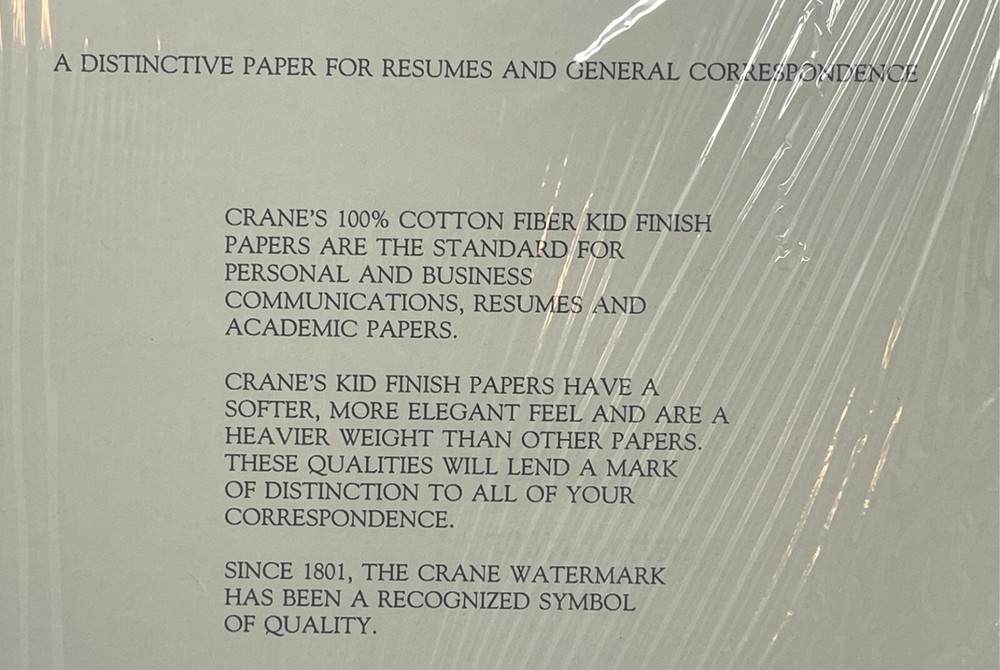 A DISTINCTIVE PAPER FOR RESUMES AND GENERAL CORRESPONDENCE
CRANE'S 100% COTTON FIBER KID FINISH
PAPERS ARE THE STANDARD FOR
PERSONAL AND BUSINESS
COMMUNICATIONS, RESUMES AND
ACADEMIC PAPERS.
CRANE'S KID FINISH PAPERS HAVE A
SOFTER, MORE ELEGANT FEEL AND ARE A
HEAVIER WEIGHT THAN OTHER PAPERS.
THESE QUALITIES WILL LEND A MARK
OF DISTINCTION TO ALL OF YOUR
CORRESPONDENCE.
SINCE 1801, THE CRANE WATERMARK
HAS BEEN A RECOGNIZED SYMBOL
OF QUALITY.